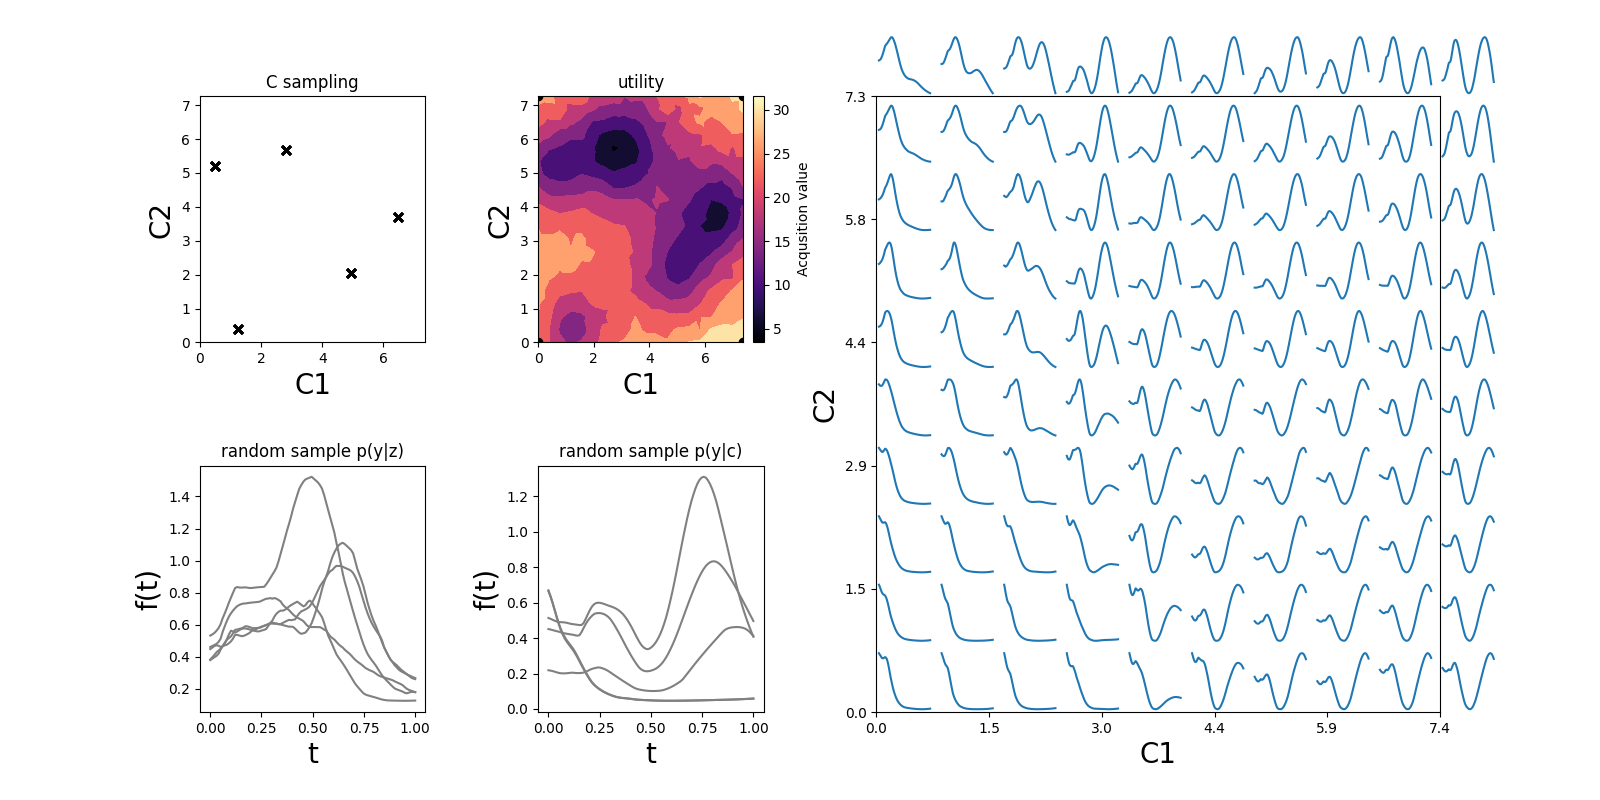 C sampling
7
6
5
4
3
2
1
0
C2
0 2 4 6
C1
utility
7
6
5
4
3
2
1
0
C2
0 2 4 6
C1
30
25
20
15
10
5
Acqusition value
random sample p(y|z)
1.4
1.2
1.0
0.8
0.6
0.4
0.2
f(t)
0.00 0.25 0.50 0.75 1.00
t
random sample p(y|c)
1.2
1.0
0.8
0.6
0.4
0.2
0.0
f(t)
0.00 0.25 0.50 0.75 1.00
t
7.3
5.8
4.4
2.9
1.5
0.0
C2
0.0 1.5 3.0 4.4 5.9 7.4
C1